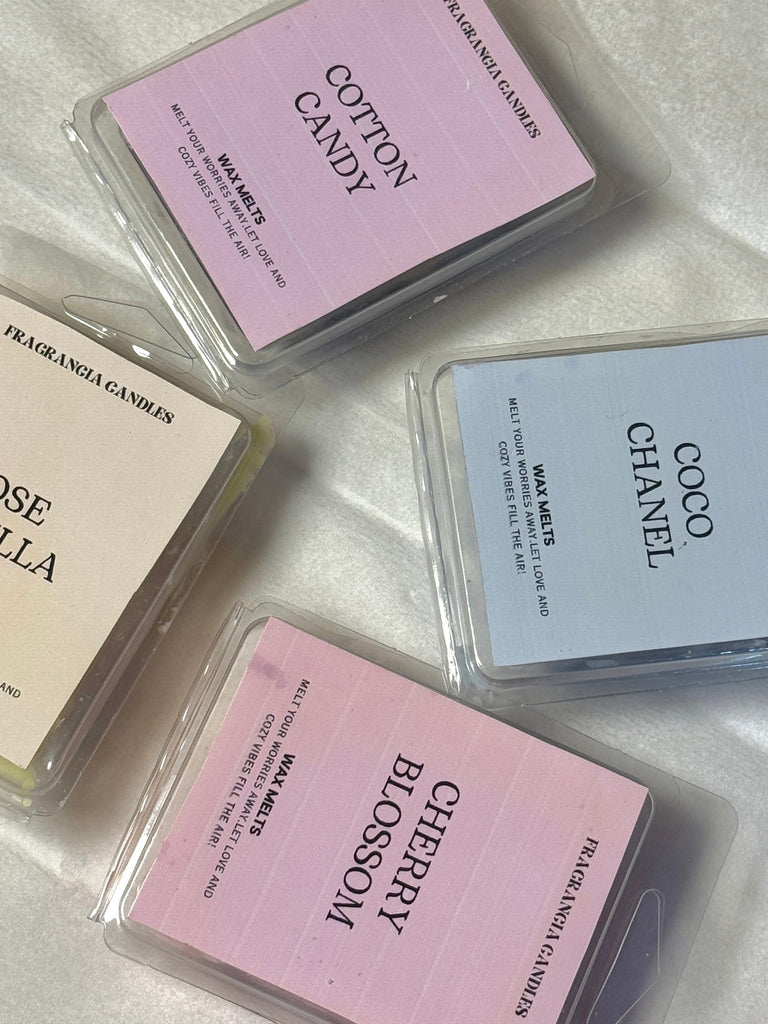 FRAGRANGIA CANDLES
COTTON
CANDY
WAX MELTS
MELT YOUR WORRIES AWAY.LET LOVE AND
COZY VIBES FILL THE AIR!
FRAGRANGIA CANDLES
OSE
LLA
AND
COCO
CHANEL
WAX MELTS
MELT YOUR WORRIES AWAY.LET LOVE AND
COZY VIBES FILL THE AIR!
FRAGRANGIA CANDLES
CHERRY
BLOSSOM
WAX MELTS
MELT YOUR WORRIES AWAY.LET LOVE AND
COZY VIBES FILL THE AIR!